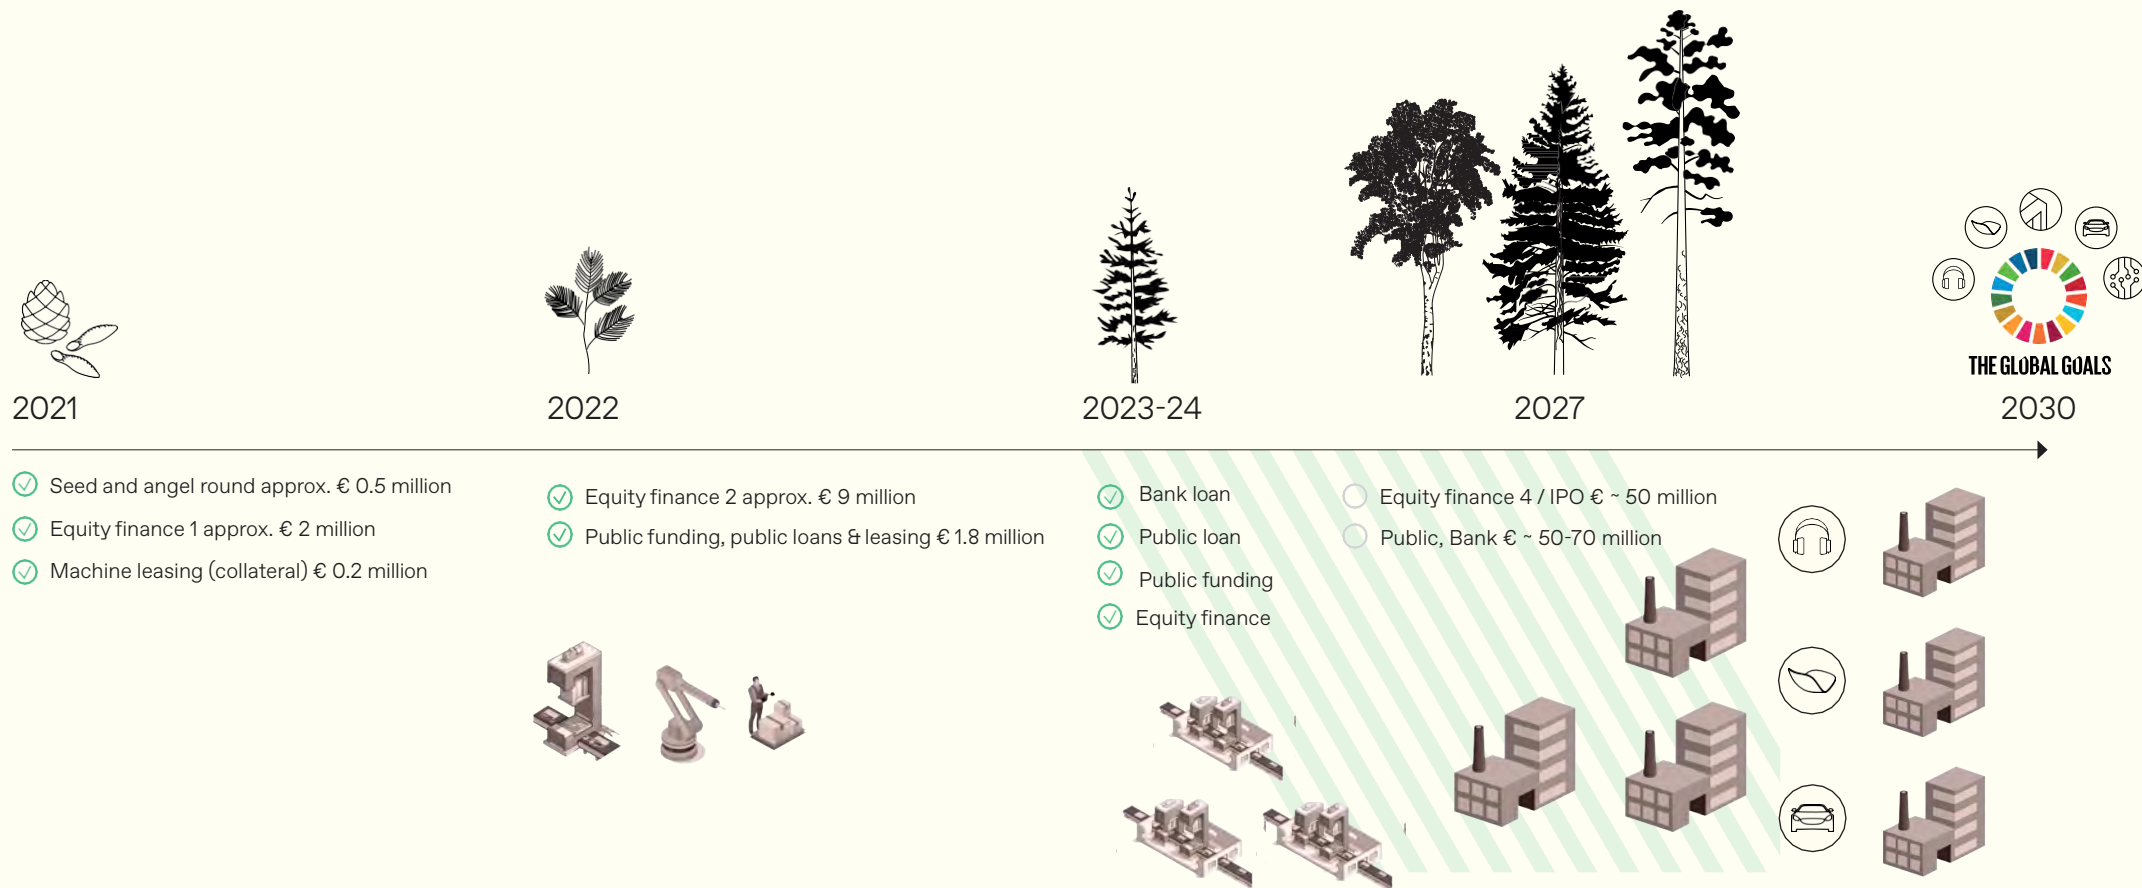 THE GLOBAL GOALS
2021
2022
2023-24
2027
2030
Seed and angel round approx. € 0.5 million
Equity finance 1 approx. € 2 million
Machine leasing (collateral) € 0.2 million
Equity finance 2 approx. € 9 million
Public funding, public loans & leasing € 1.8 million
Bank loan
Public loan
Public funding
Equity finance
Equity finance 4 / IPO € ~ 50 million
Public, Bank € ~ 50-70 million